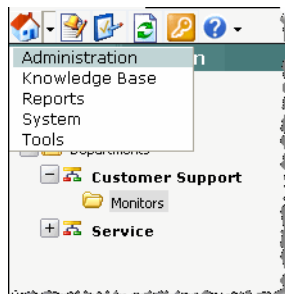 Administration
n
Knowledge Base
Reports
System
Tools
Customer Support
Monitors
Service